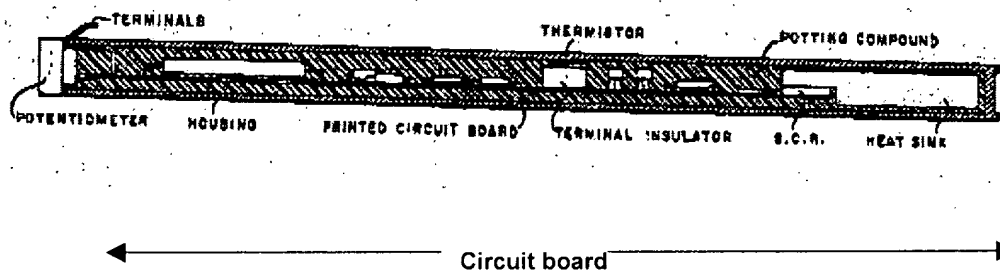 TERMINALS
THERMISTOR
POTTING COMPOUND
POTENTIOMETER
HOUSING
PRINTED CIRCUIT BOARD
TERMINAL INSULATOR
S.C.R.
HEAT SINK
Circuit board